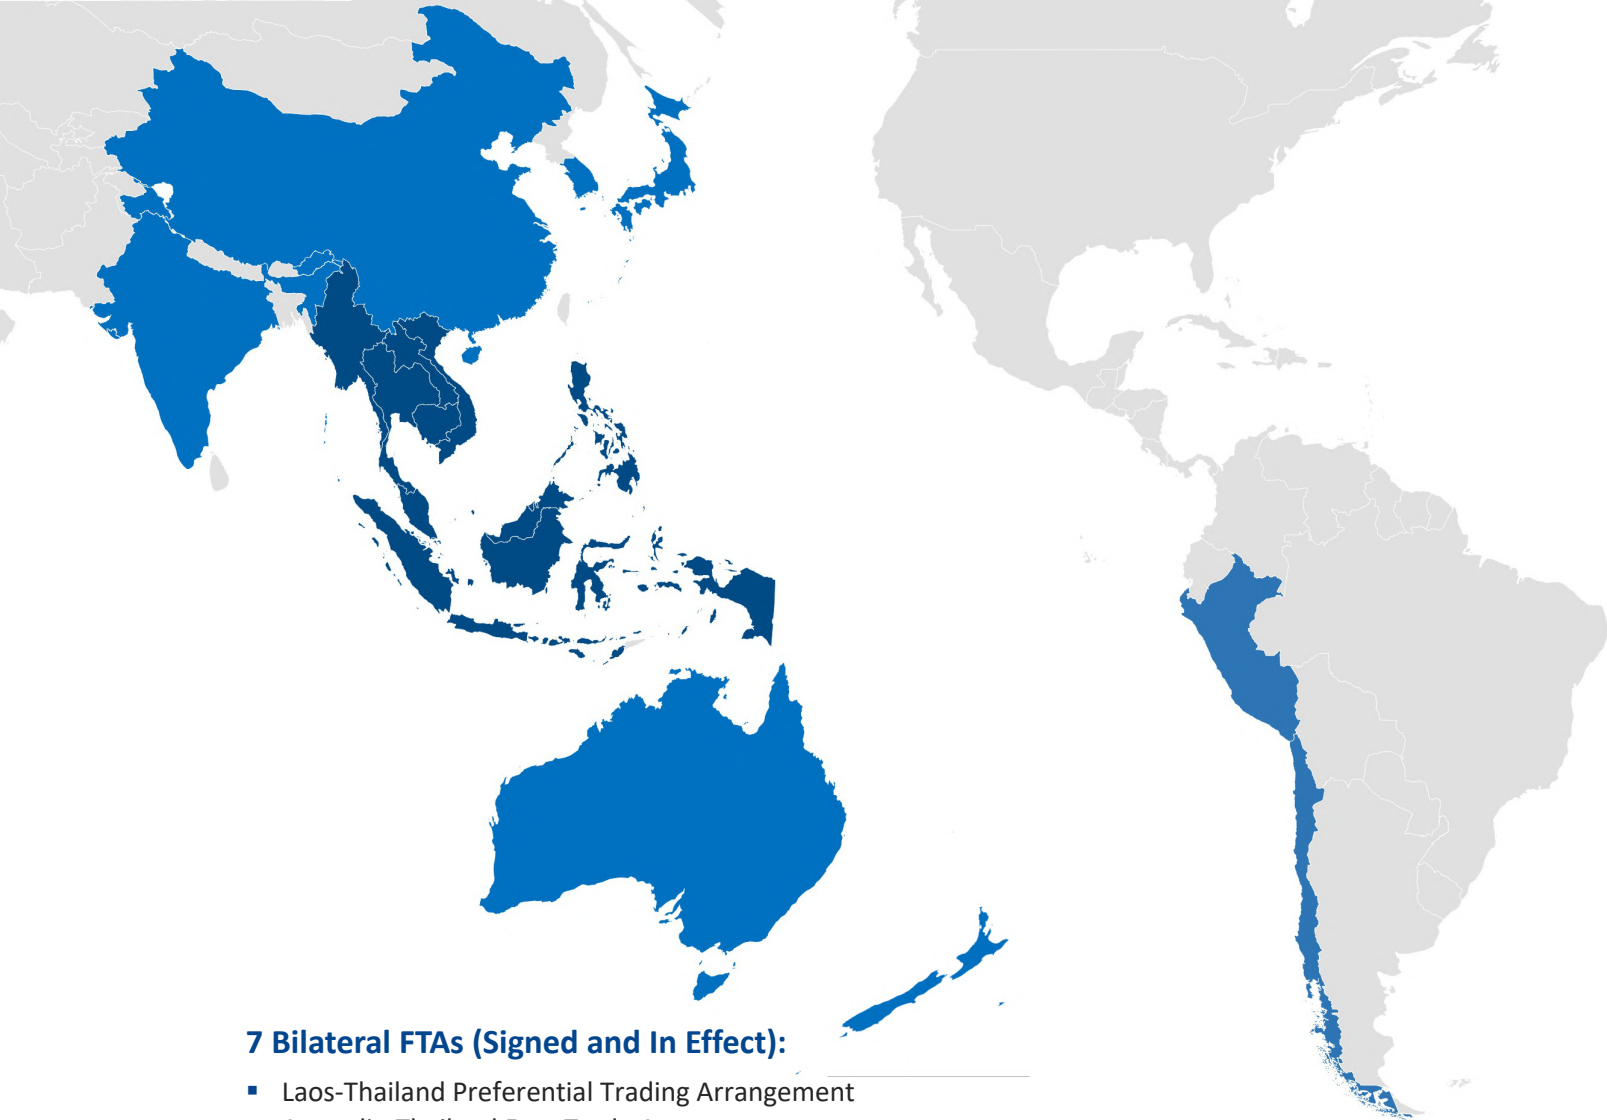 7 Bilateral FTAs (Signed and In Effect):
▪ Laos-Thailand Preferential Trading Arrangement